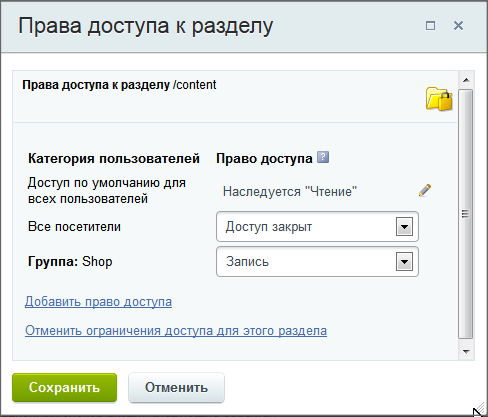 Права доступа к разделу
Права доступа к разделу /content
Категория пользователей Право доступа ?
Доступ по умолчанию для
всех пользователей
Наследуется "Чтение"
Все посетители Доступ закрыт
Группа: Shop Запись
Добавить право доступа
Отменить ограничения доступа для этого раздела
Сохранить Отменить